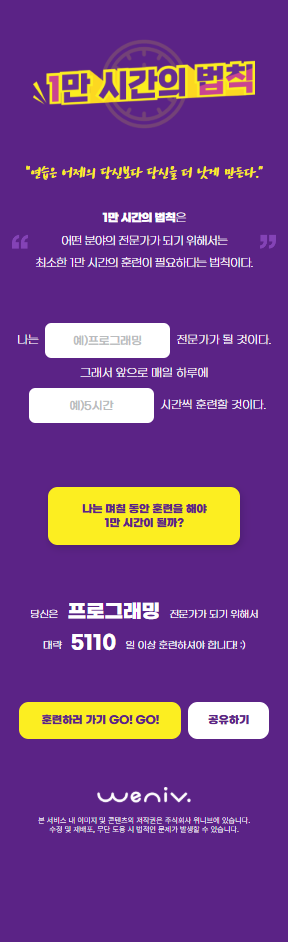 1만 시간의 법칙
"연습은 어제의 당신보다 당신을 더 낫게 만든다."
1만 시간의 법칙은
어떤 분야의 전문가가 되기 위해서는
최소한 1만 시간의 훈련이 필요하다는 법칙이다.
나는 예)프로그래밍 전문가가 될 것이다.
그래서 앞으로 매일 하루에
예)5시간 시간씩 훈련할 것이다.
나는 며칠 동안 훈련을 해야
1만 시간이 될까?
당신은 프로그래밍 전문가가 되기 위해서
대략 5110 일 이상 훈련하셔야 합니다! :)
훈련하러 가기 GO! GO! 공유하기
weniv.
본 서비스 내 이미지 및 콘텐츠의 저작권은 주식회사 위니브에 있습니다.
수정 및 재배포, 무단 도용 시 법적인 문제가 발생할 수 있습니다.